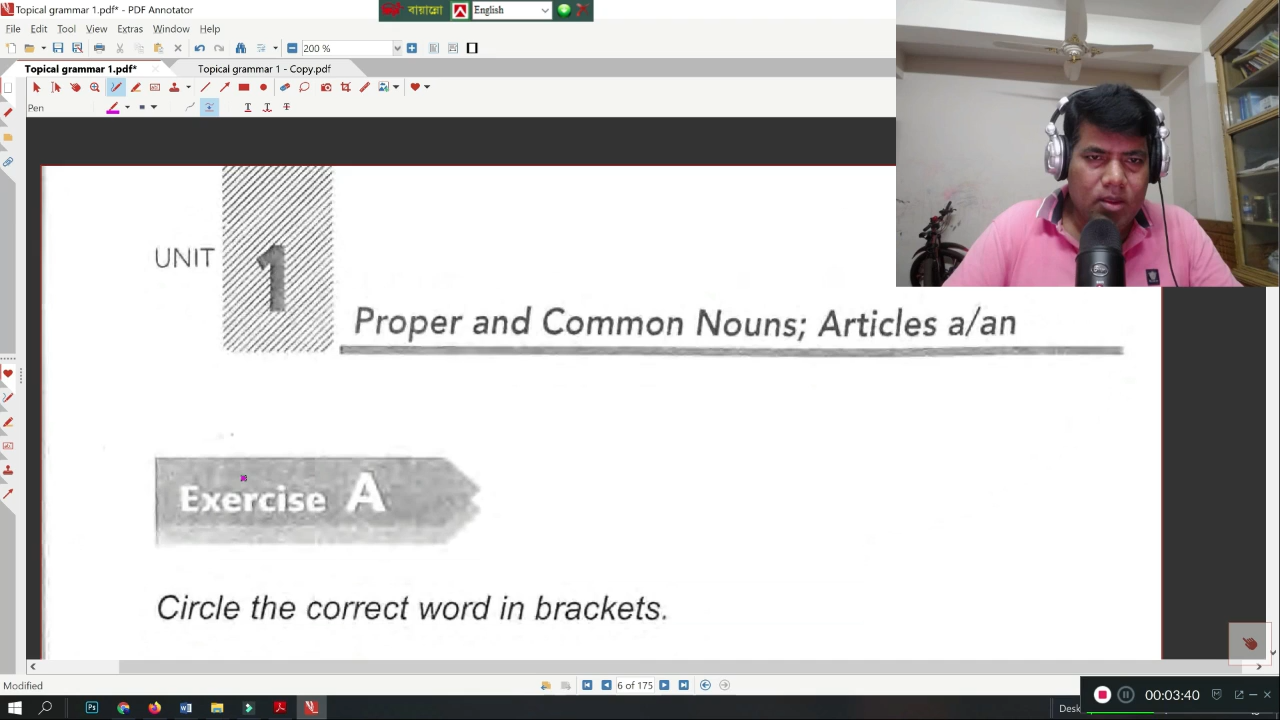 Topical grammar 1.pdf* - PDF Annotator
বায়ান্নো
English
File Edit Tool View Extras Window Help
200 %
Topical grammar 1.pdf*
Topical grammar 1 - Copy.pdf
Pen
UNIT 1
Proper and Common Nouns; Articles a/an
Exercise A
Circle the correct word in brackets.
6 of 175
Modified
00:03:40
Desk